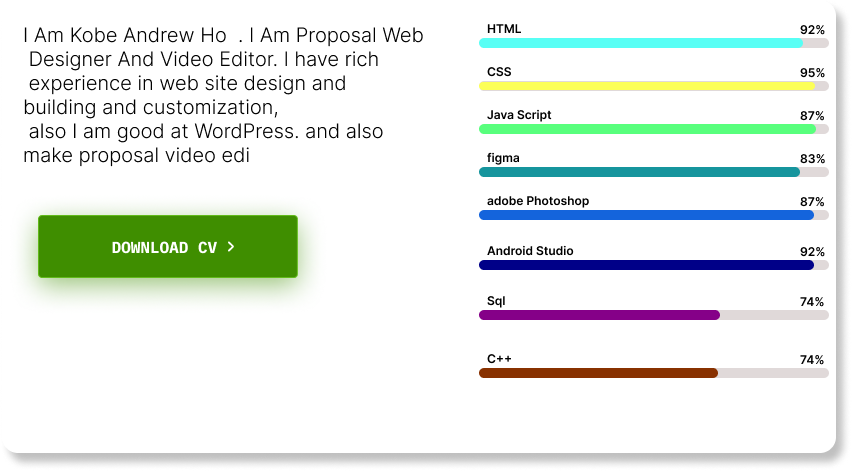 I Am Kobe Andrew Ho . I Am Proposal Web
Designer And Video Editor. I have rich
experience in web site design and
building and customization,
also I am good at WordPress. and also
make proposal video edi
DOWNLOAD CV >
HTML 92%
CSS 95%
Java Script 87%
figma 83%
adobe Photoshop 87%
Android Studio 92%
Sql 74%
C++ 74%